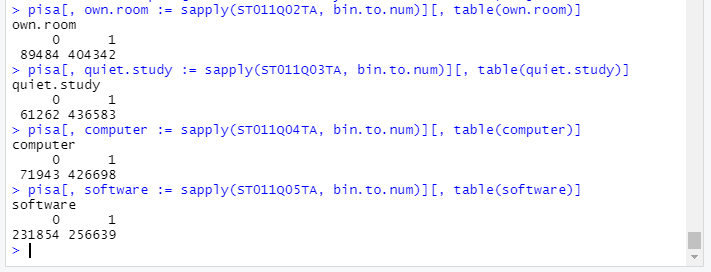 > pisa[, own.room := sapply(ST011Q02TA, bin.to.num)][, table(own.room)]
own.room
0 1
89484 404342
> pisa[, quiet.study := sapply(ST011Q03TA, bin.to.num)][, table(quiet.study)]
quiet.study
0 1
61262 436583
> pisa[, computer := sapply(ST011Q04TA, bin.to.num)][, table(computer)]
computer
0 1
71943 426698
> pisa[, software := sapply(ST011Q05TA, bin.to.num)][, table(software)]
software
0 1
231854 256639
>